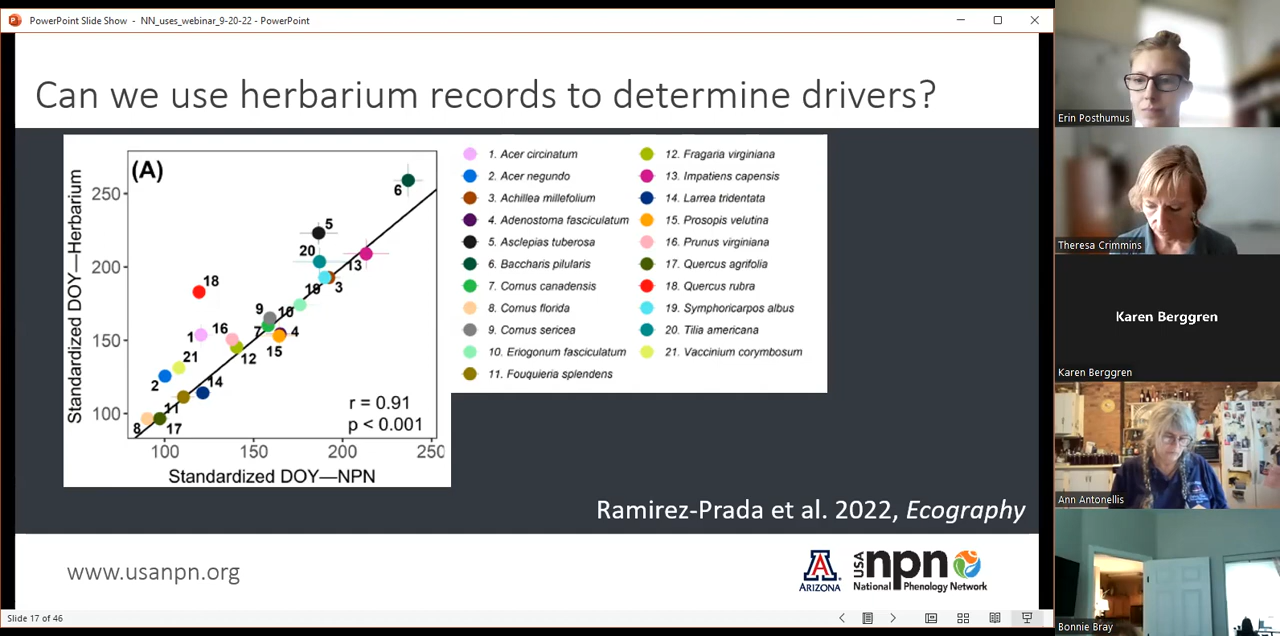 PowerPoint Slide Show - NN_uses_webinar_9-20-22 - PowerPoint
Can we use herbarium records to determine drivers?
(A)
Standardized DOY—Herbarium
250
200
150
100
6
5
20
13
3
19
18
9
10
1
16
7
4
12
15
21
2
14
11
8
17
r = 0.91
p < 0.001
100
150
200
250
Standardized DOY—NPN
1. Acer circinatum
2. Acer negundo
3. Achillea millefolium
4. Adenostoma fasciculatum
5. Asclepias tuberosa
6. Baccharis pilularis
7. Cornus canadensis
8. Cornus florida
9. Cornus sericea
10. Eriogonum fasciculatum
11. Fouquieria splendens
12. Fragaria virginiana
13. Impatiens capensis
14. Larrea tridentata
15. Prosopis velutina
16. Prunus virginiana
17. Quercus agrifolia
18. Quercus rubra
19. Symphoricarpos albus
20. Tilia americana
21. Vaccinium corymbosum
Ramirez-Prada et al. 2022, Ecography
www.usanpn.org
A
ARIZONA
USA npn
National Phenology Network
Slide 17 of 46
Erin Posthumus
Theresa Crimmins
Karen Berggren
Karen Berggren
Ann Antonellis
Bonnie Bray